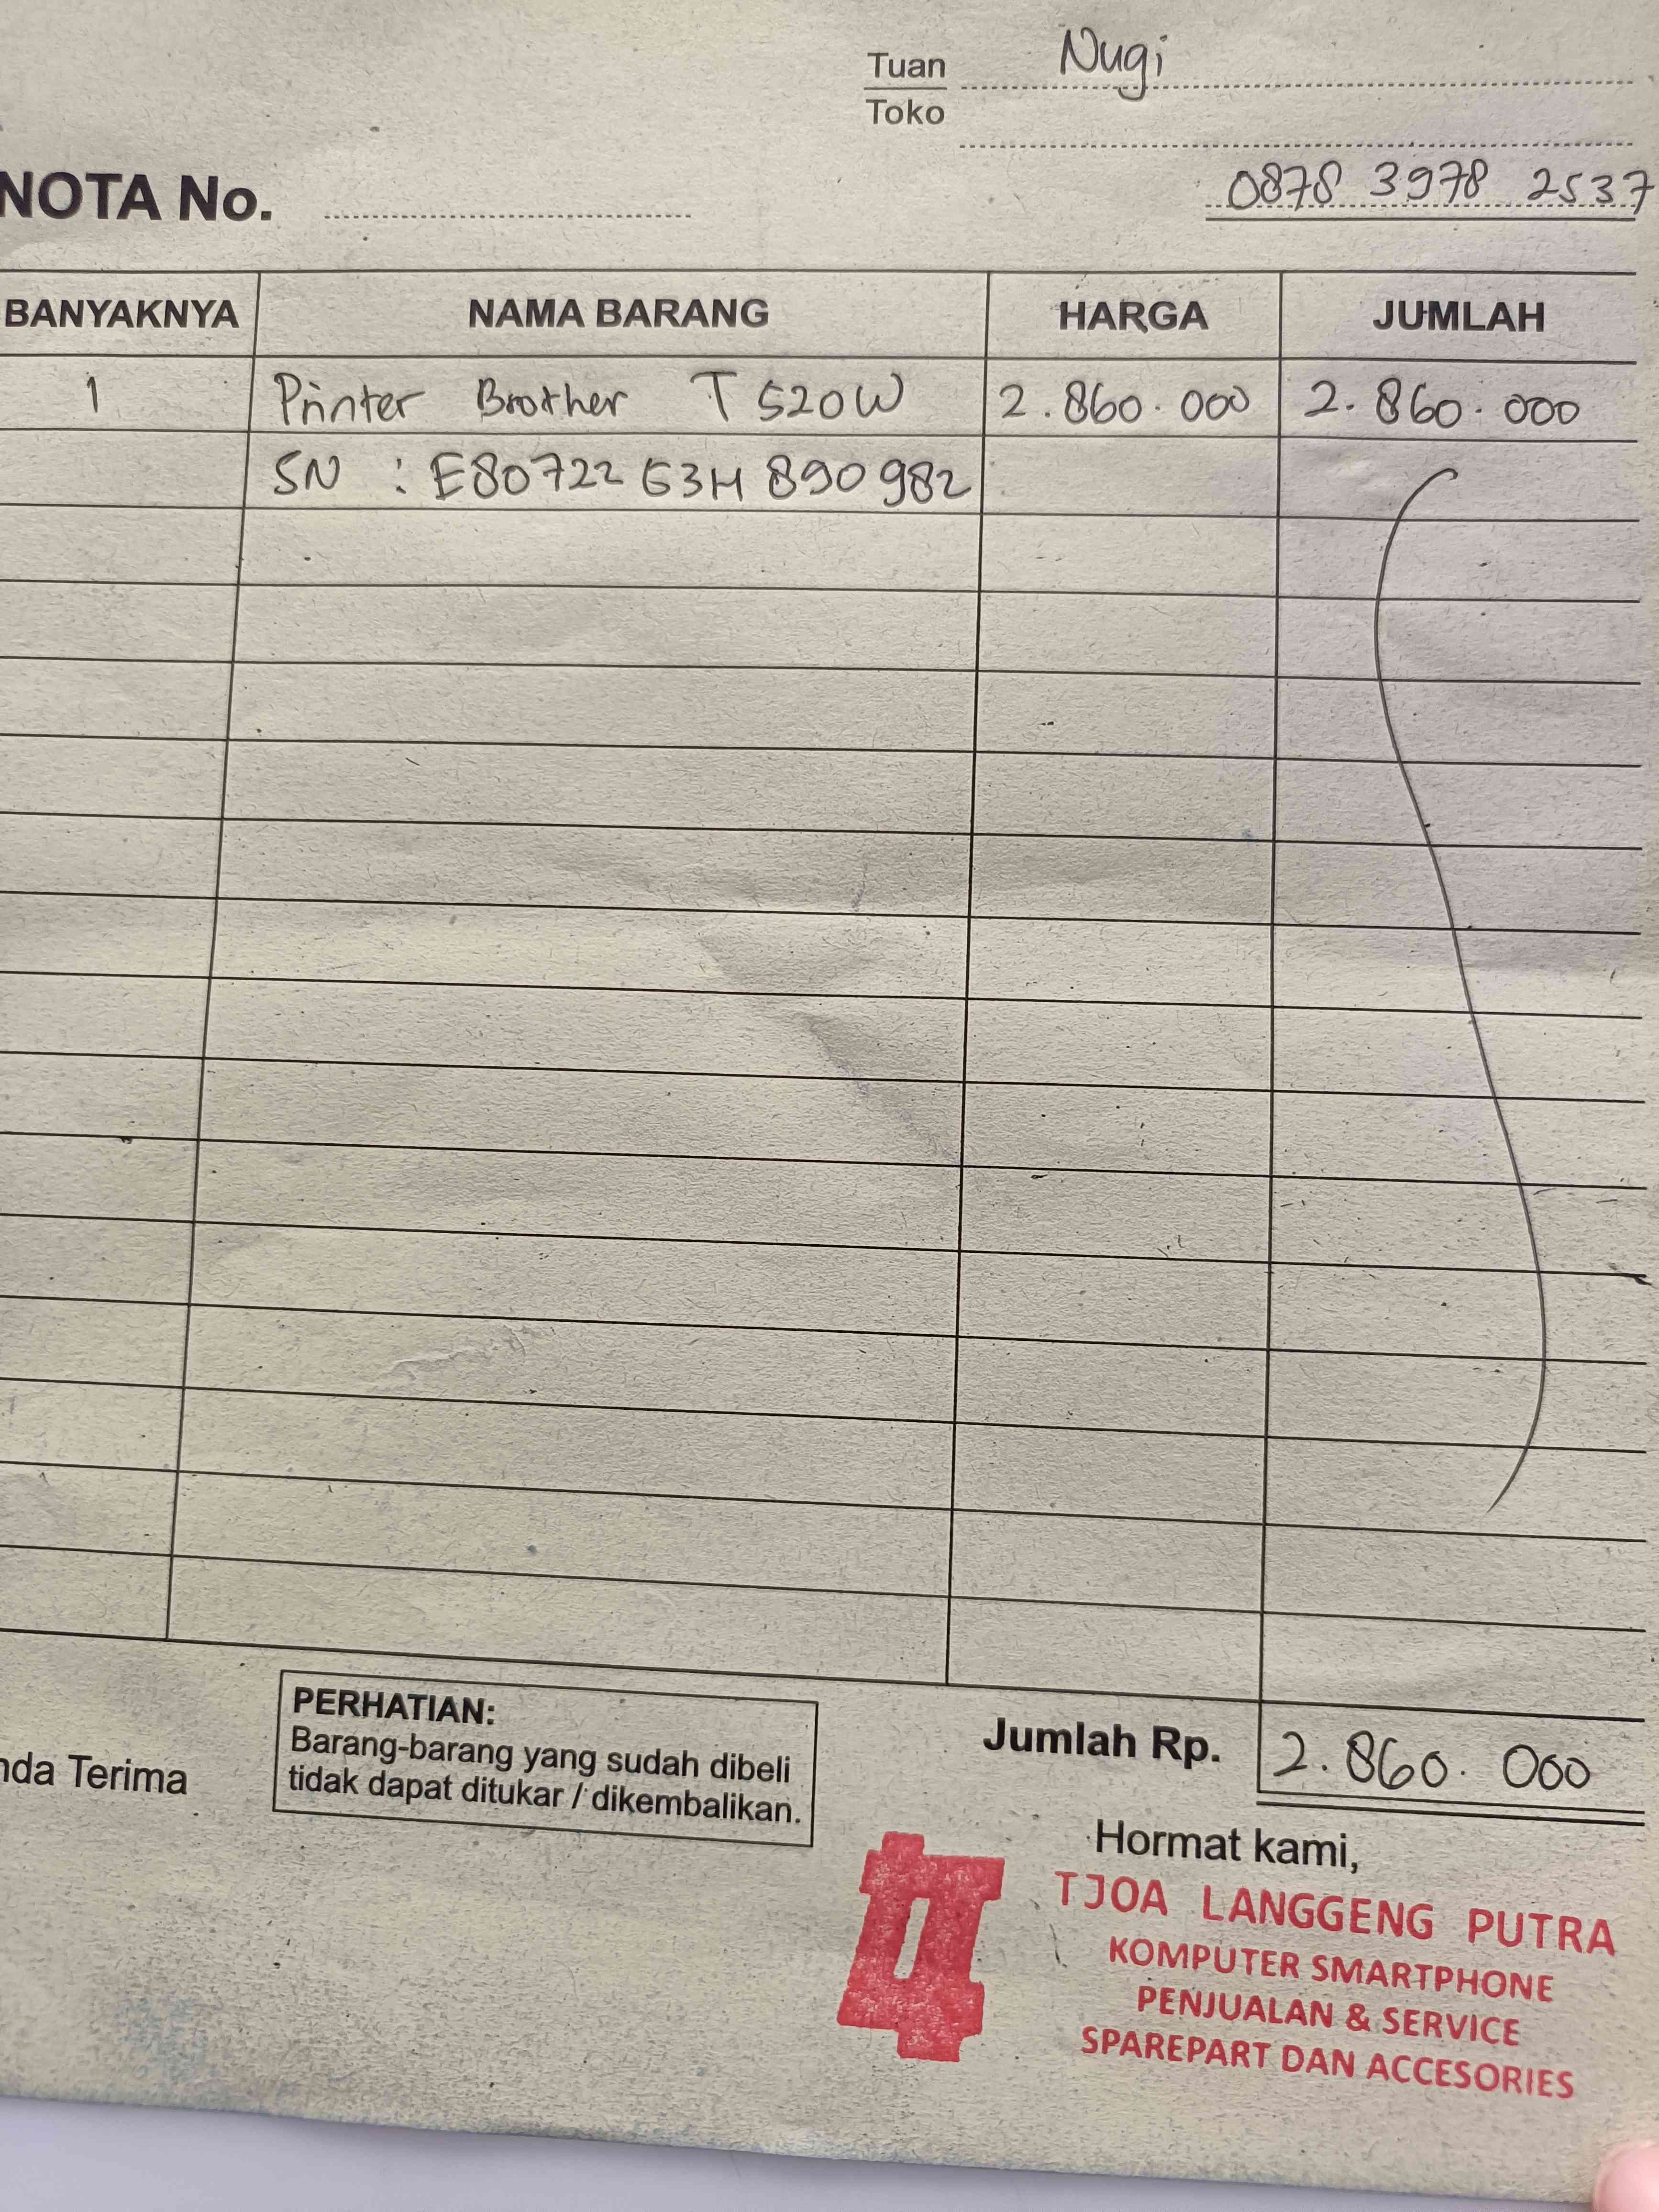 Tuan Nugi
Toko
0878 3978 2537
NOTA No.
BANYAKNYA NAMA BARANG HARGA JUMLAH
1 Printer Brother T520W 2.860.000 2.860.000
SN : E80722G3H890982
PERHATIAN:
Barang-barang yang sudah dibeli
tidak dapat ditukar / dikembalikan.
nda Terima
Jumlah Rp. 2.860.000
Hormat kami,
TJOA LANGGENG PUTRA
KOMPUTER SMARTPHONE
PENJUALAN & SERVICE
SPAREPART DAN ACCESORIES